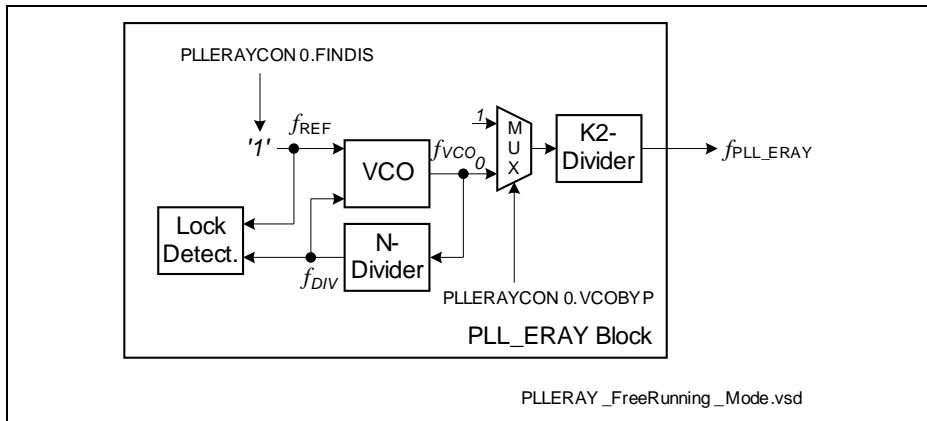 PLLERAYCON 0.FINDIS
'1'
fREF
VCO
fVCO
1
0
M
U
X
K2-
Divider
fPLL_ERAY
Lock
Detect.
fDIV
N-
Divider
PLLERAYCON 0.VCOBYP
PLL_ERAY Block
PLLERAY _FreeRunning _Mode.vsd